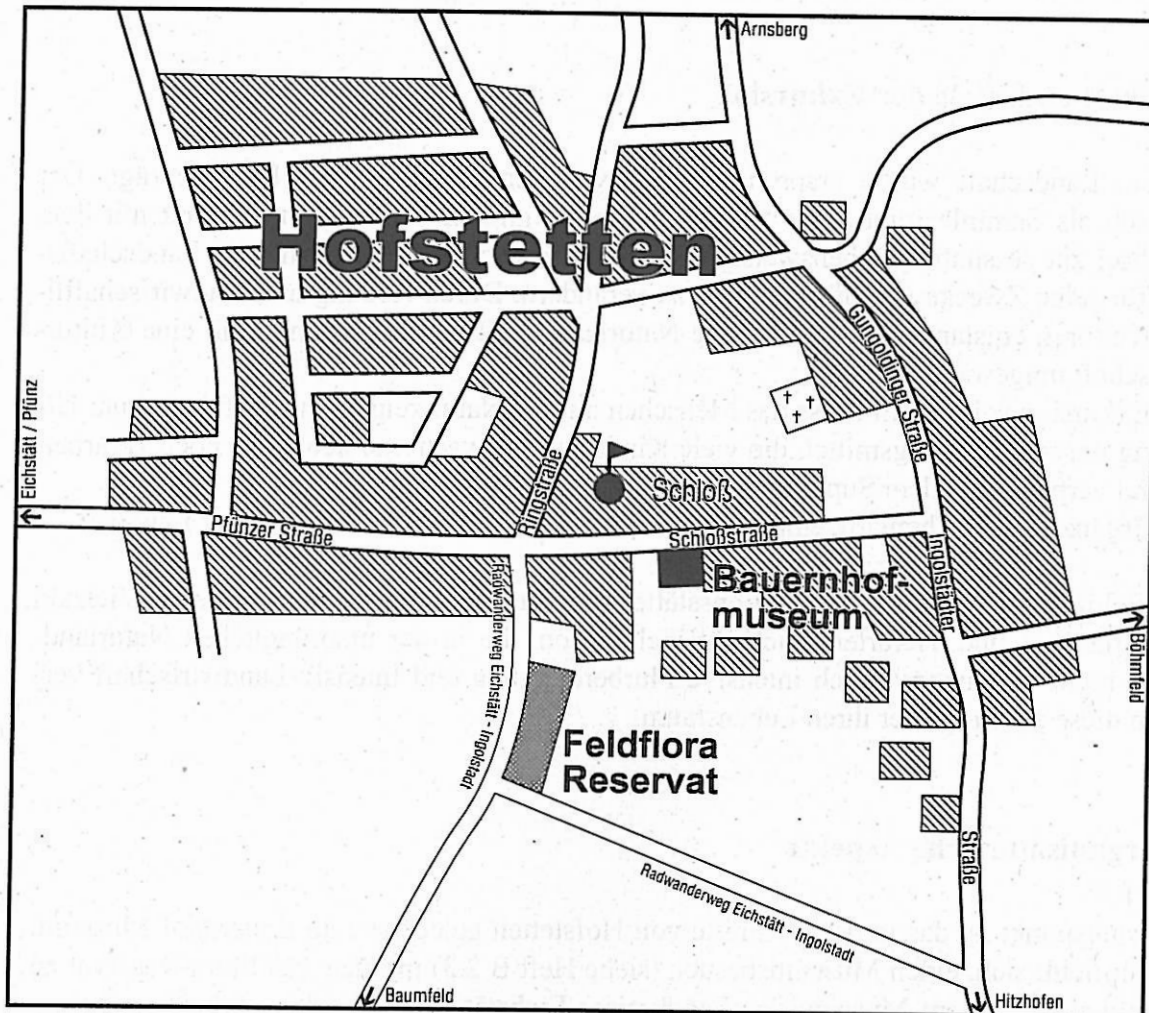 Arnsberg
Hofstetten
Gungoldinger Straße
Eichstätt / Pfünz
Ringstraße
Schloß
Pfünzer Straße
Schloßstraße
Ingolstädter
Bauernhof-
museum
Böhmfeld
Radwanderweg Eichstätt - Ingolstadt
Feldflora
Reservat
Straße
Radwanderweg Eichstätt - Ingolstadt
Baumfeld
Hitzhofen